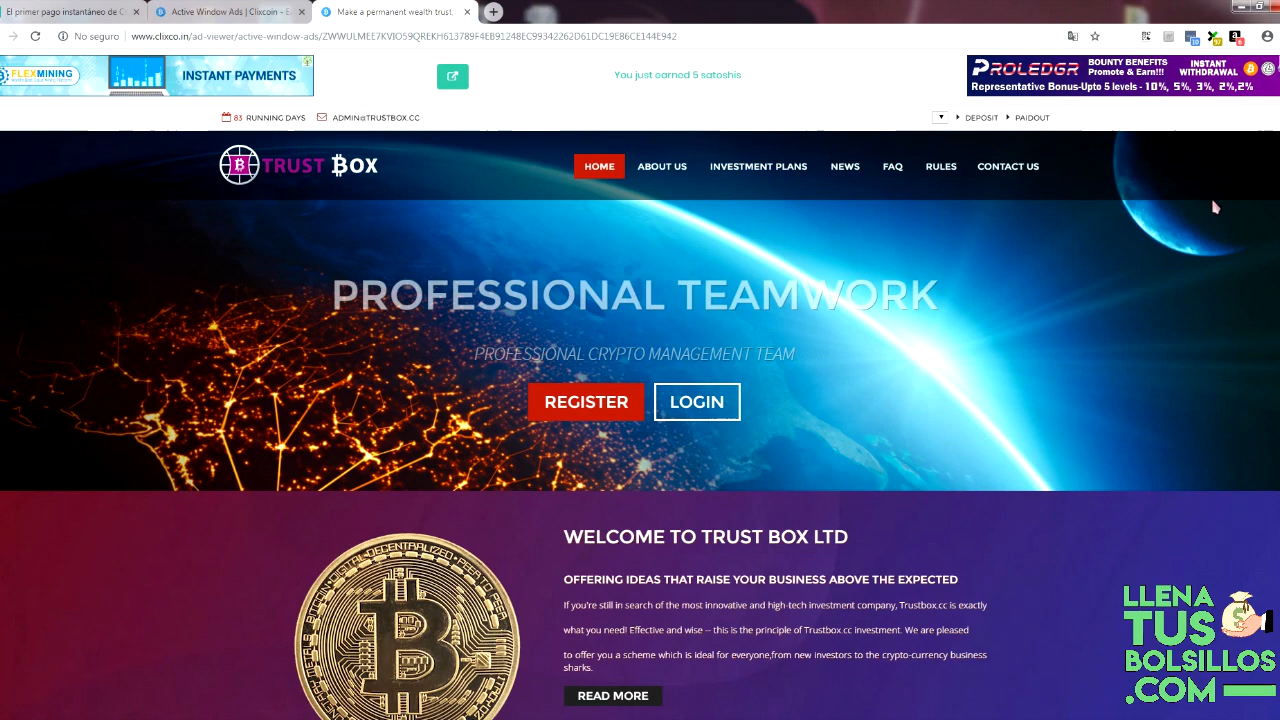 El primer pago instantáneo de C
Active Window Ads | Clixcoin - E
Make a permanent wealth trust,
No seguro
www.clixco.in/ad-viewer/active-window-ads/
FLEXMINING
INSTANT PAYMENTS
You just earned 5 satoshis
PROLEDGR
BOUNTY BENEFITS
Promote & Earn!!!
INSTANT
WITHDRAWAL
Representative Bonus-Upto 5 levels - 10%, 5%, 3%, 2%,2%
83 RUNNING DAYS
ADMIN@TRUSTBOX.CC
DEPOSIT
PAIDOUT
TRUST BOX
HOME
ABOUT US
INVESTMENT PLANS
NEWS
FAQ
RULES
CONTACT US
PROFESSIONAL TEAMWORK
PROFESSIONAL CRYPTO MANAGEMENT TEAM
REGISTER
LOGIN
WELCOME TO TRUST BOX LTD
OFFERING IDEAS THAT RAISE YOUR BUSINESS ABOVE THE EXPECTED
If you're still in search of the most innovative and high-tech investment company, Trustbox.cc is exactly
what you need! Effective and wise – this is the principle of Trustbox.cc investment. We are pleased
to offer you a scheme which is ideal for everyone,from new investors to the crypto-currency business
sharks.
READ MORE
DIGITAL DECENTRALIZED
LLENA
TUS
BOLSILLOS
.COM